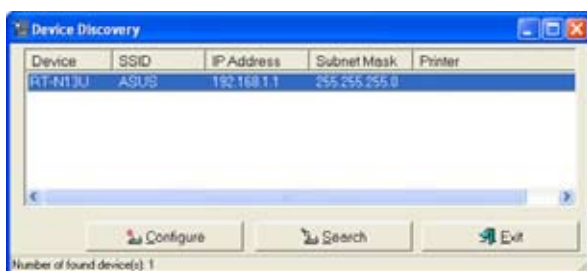 Device Discovery
Device SSID IP Address Subnet Mask Printer
RT-N13U ASUS 192.168.1.1 255.255.255.0
Configure Search Exit
Number of found device(s): 1